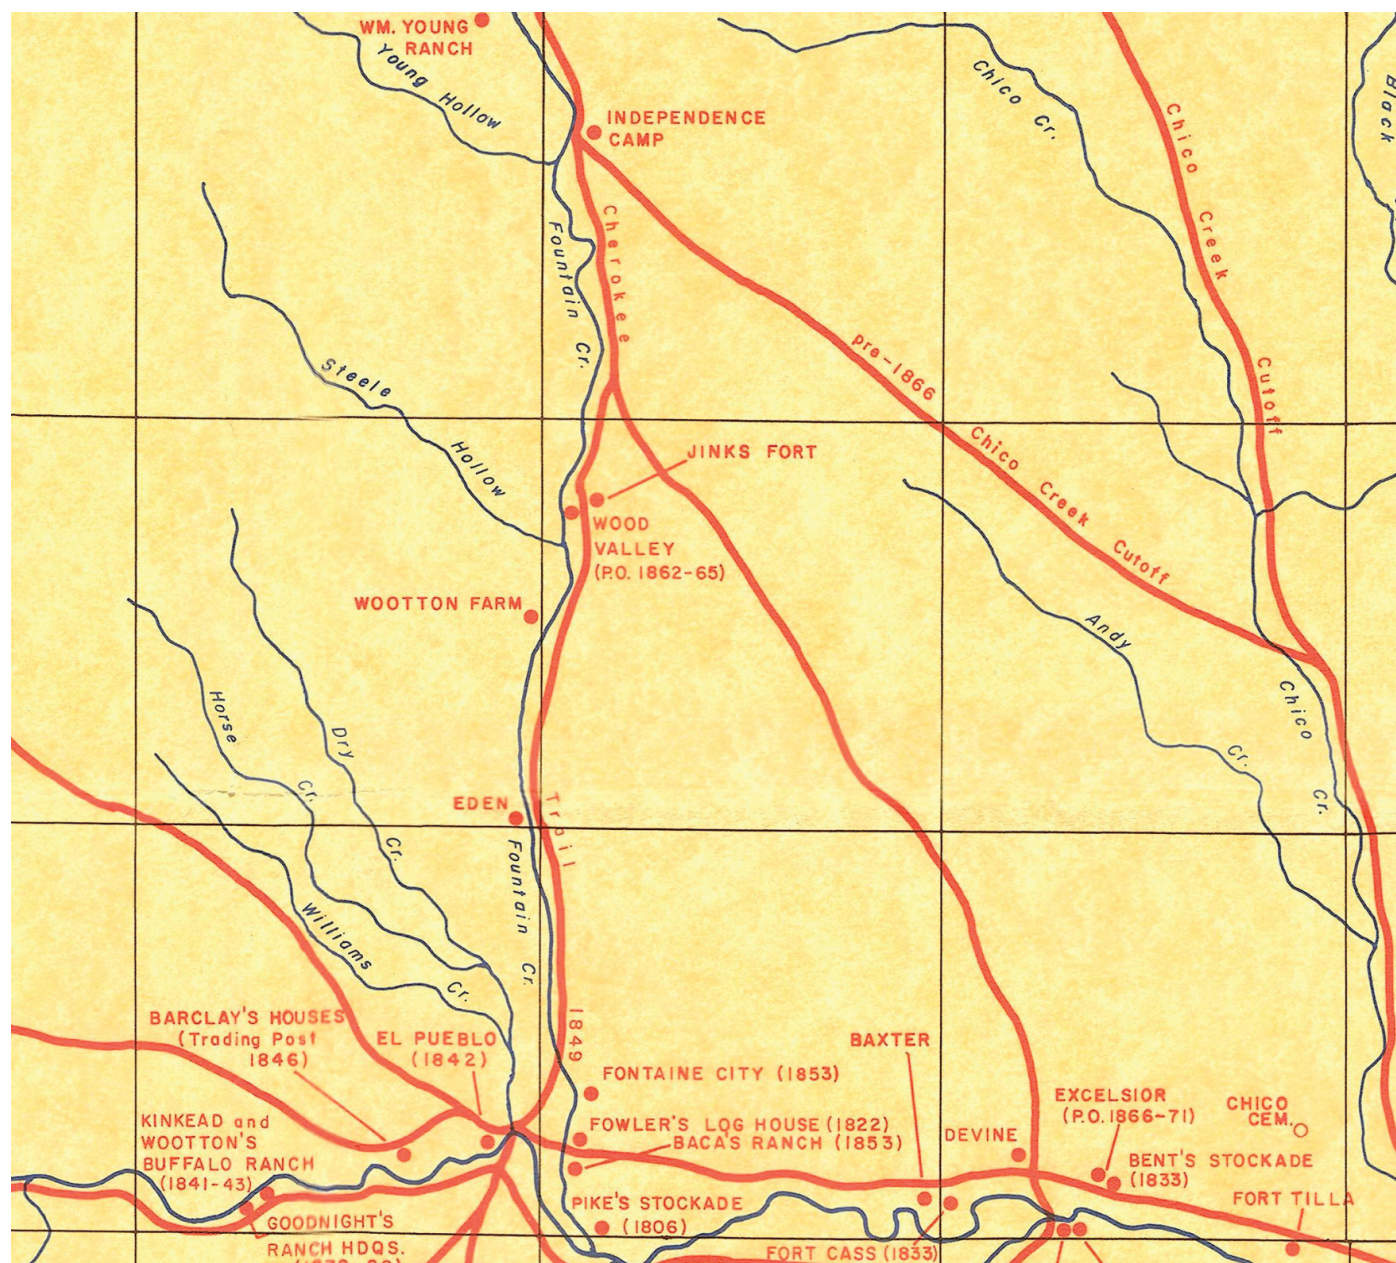 WM. YOUNG
RANCH
Young Hollow
INDEPENDENCE
CAMP
Chico Cr.
Chico Creek Cutoff
Black
Fountain Cr.
Cherokee
pre-1866 Chico Creek Cutoff
Steele Hollow
JINKS FORT
WOOD
VALLEY
(P.O. 1862-65)
WOOTTON FARM
Andy Cr.
Horse Cr.
Dry Cr.
Chico Cr.
EDEN
Trail
Fountain Cr.
Williams Cr.
BARCLAY'S HOUSES
(Trading Post
1846)
EL PUEBLO
(1842)
1849
FONTAINE CITY (1853)
BAXTER
EXCELSIOR
(P.O. 1866-71)
CHICO
CEM.
KINKEAD and
WOOTTON'S
BUFFALO RANCH
(1841-43)
FOWLER'S LOG HOUSE (1822)
BACA'S RANCH (1853)
DEVINE
BENT'S STOCKADE
(1833)
FORT TILLA
PIKE'S STOCKADE
(1806)
GOODNIGHT'S
RANCH HDQS.
FORT CASS (1833)